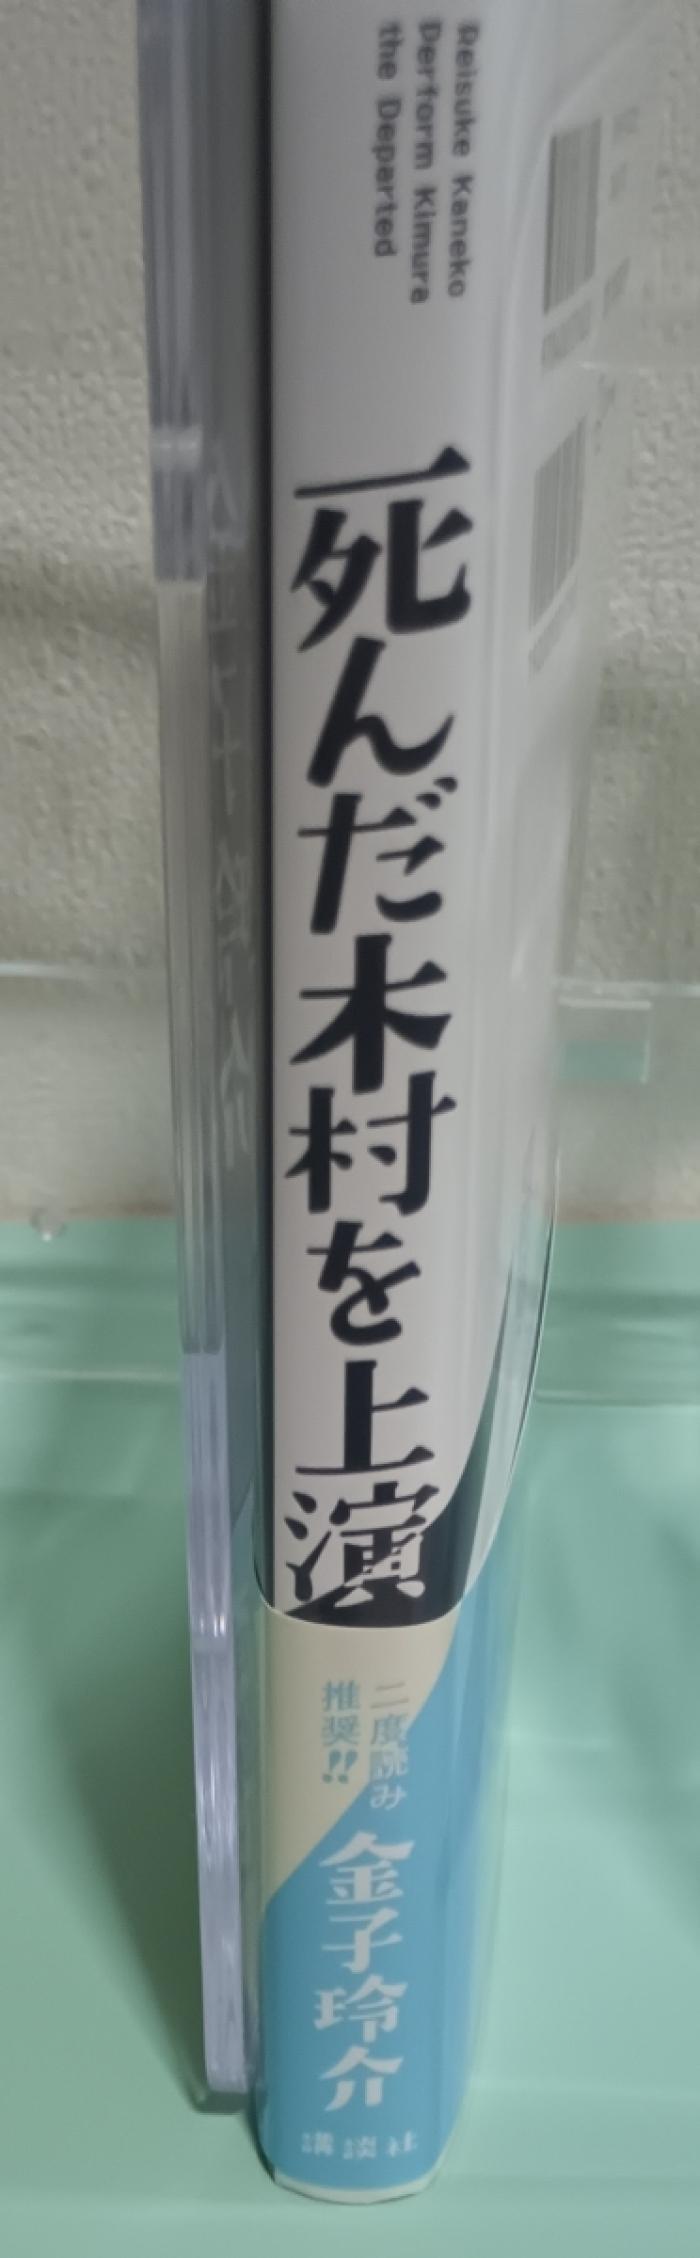 Reisuke Kaneko
Perform Kimura
the Departed
死んだ木村を上演
二度読み
推奨!!
金子玲介
講談社